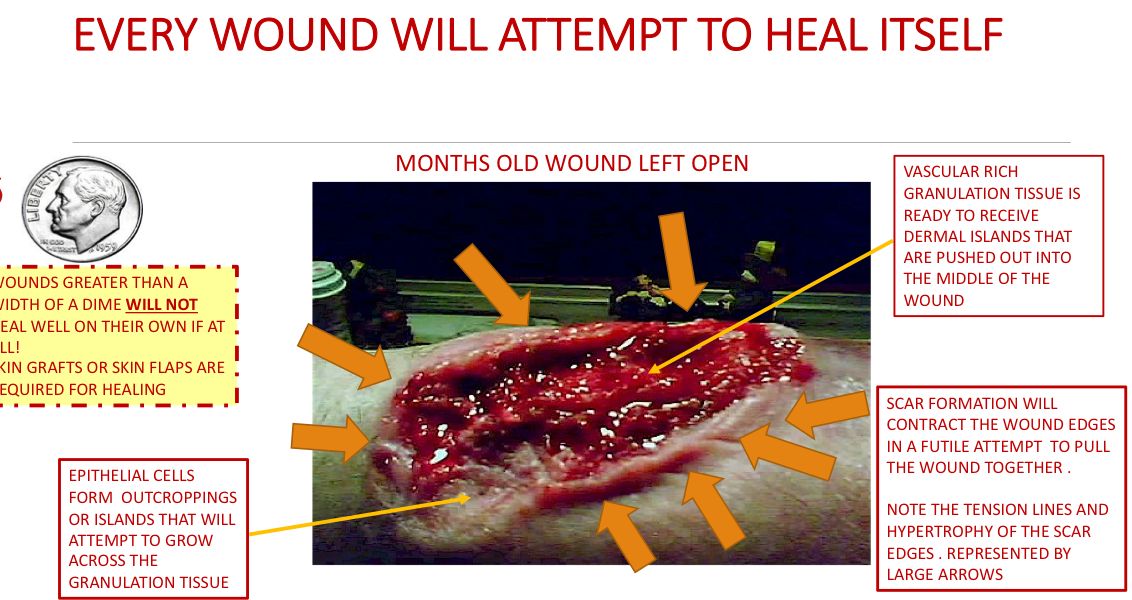 EVERY WOUND WILL ATTEMPT TO HEAL ITSELF
MONTHS OLD WOUND LEFT OPEN
LIBERTY
IN GOD
WE TRUST
1959
OUNDS GREATER THAN A
IDTH OF A DIME WILL NOT
EAL WELL ON THEIR OWN IF AT
LL!
KIN GRAFTS OR SKIN FLAPS ARE
EQUIRED FOR HEALING
EPITHELIAL CELLS
FORM OUTCROPPINGS
OR ISLANDS THAT WILL
ATTEMPT TO GROW
ACROSS THE
GRANULATION TISSUE
VASCULAR RICH
GRANULATION TISSUE IS
READY TO RECEIVE
DERMAL ISLANDS THAT
ARE PUSHED OUT INTO
THE MIDDLE OF THE
WOUND
SCAR FORMATION WILL
CONTRACT THE WOUND EDGES
IN A FUTILE ATTEMPT TO PULL
THE WOUND TOGETHER .
NOTE THE TENSION LINES AND
HYPERTROPHY OF THE SCAR
EDGES . REPRESENTED BY
LARGE ARROWS